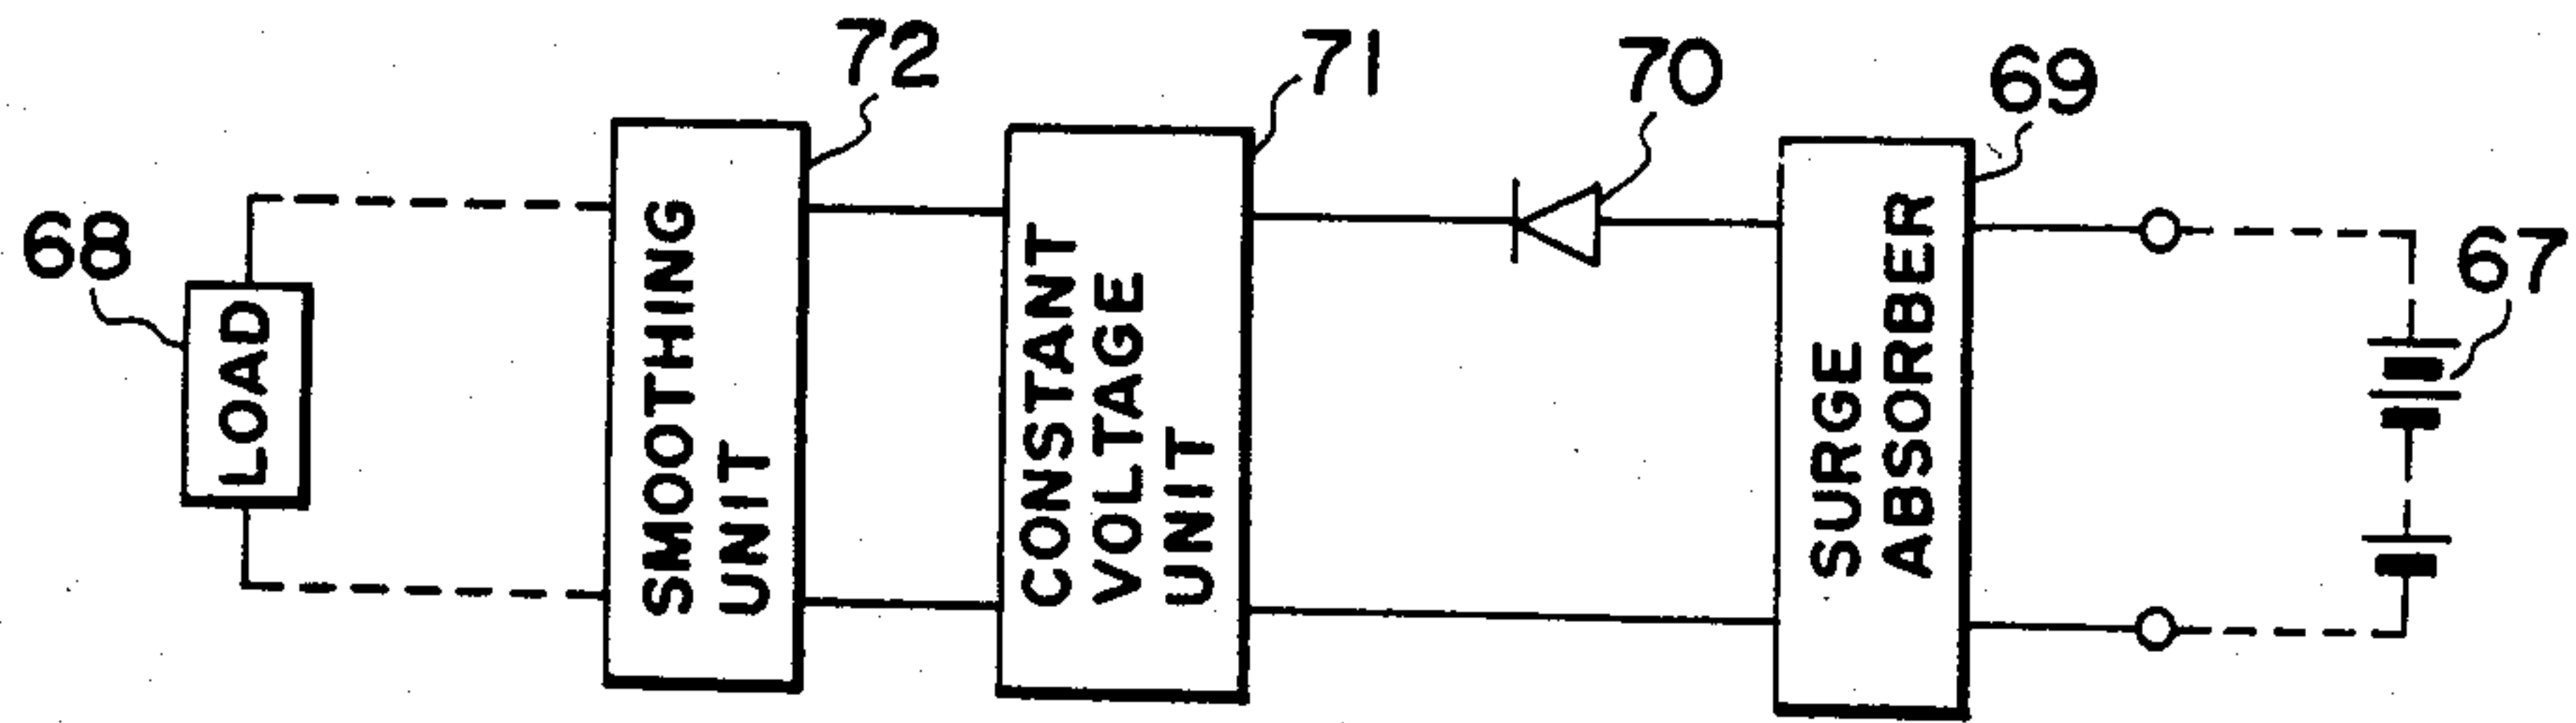 72
71
70
69
68
67
LOAD
SMOOTHING
UNIT
CONSTANT
VOLTAGE
UNIT
SURGE
ABSORBER